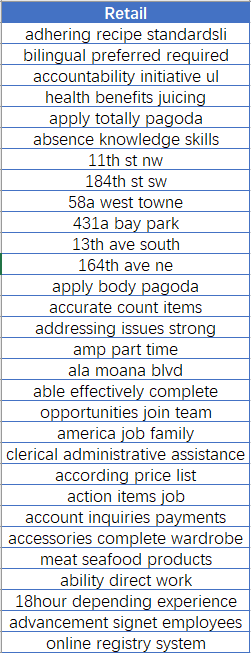 Retail
adhering recipe standardsli
bilingual preferred required
accountability initiative ul
health benefits juicing
apply totally pagoda
absence knowledge skills
11th st nw
184th st sw
58a west towne
431a bay park
13th ave south
164th ave ne
apply body pagoda
accurate count items
addressing issues strong
amp part time
ala moana blvd
able effectively complete
opportunities join team
america job family
clerical administrative assistance
according price list
action items job
account inquiries payments
accessories complete wardrobe
meat seafood products
ability direct work
18hour depending experience
advancement signet employees
online registry system